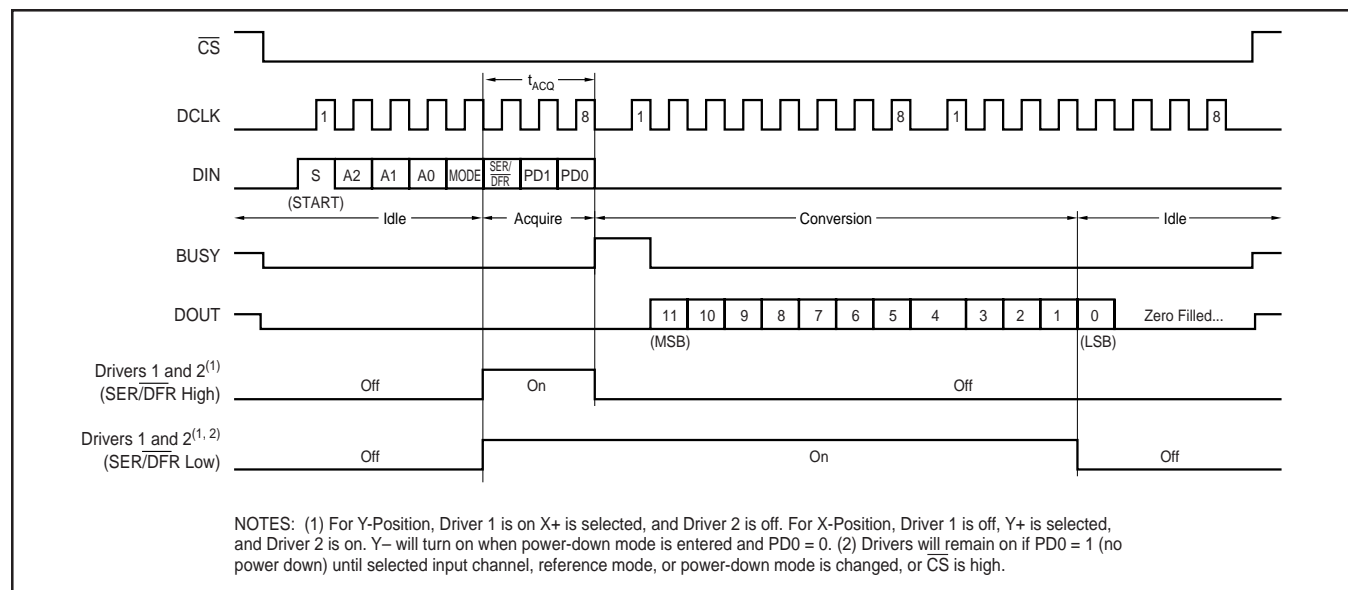 CS
tACQ
DCLK 1 8 1 8 1 8
DIN S A2 A1 A0 MODE SER/DFR PD1 PD0
(START)
Idle Acquire Conversion Idle
BUSY
DOUT 11 10 9 8 7 6 5 4 3 2 1 0 Zero Filled...
(MSB) (LSB)
Drivers 1 and 2(1)
(SER/DFR High)
Off On Off
Drivers 1 and 2(1, 2)
(SER/DFR Low)
Off On Off
NOTES: (1) For Y-Position, Driver 1 is on X+ is selected, and Driver 2 is off. For X-Position, Driver 1 is off, Y+ is selected,
and Driver 2 is on. Y– will turn on when power-down mode is entered and PD0 = 0. (2) Drivers will remain on if PD0 = 1 (no
power down) until selected input channel, reference mode, or power-down mode is changed, or CS is high.